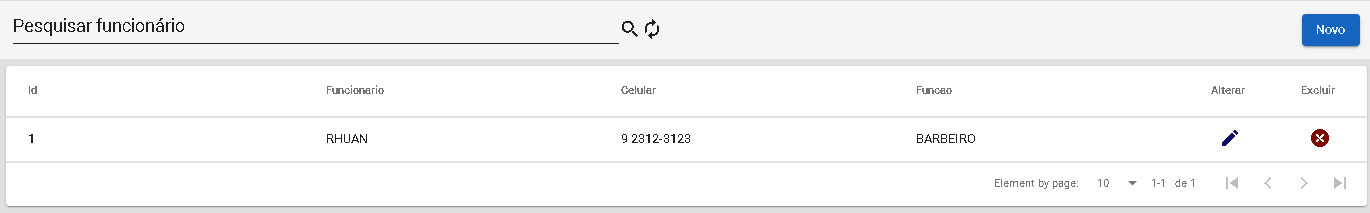 Pesquisar funcionário
Novo
Id Funcionario Celular Funcao Alterar Excluir
1 RHUAN 9 2312-3123 BARBEIRO
Element by page: 10 1-1 de 1